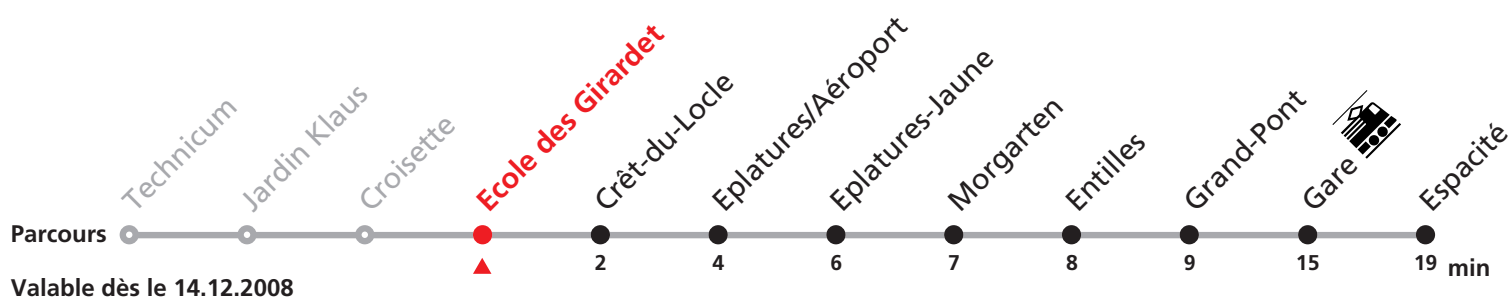 Technicum
Jardin Klaus
Croisette
Ecole des Girardet
Crêt-du-Locle
Eplatures/Aéroport
Eplatures-Jaune
Morgarten
Entilles
Grand-Pont
Gare
Espacité
Parcours
2 4 6 7 8 9 15 19 min
Valable dès le 14.12.2008